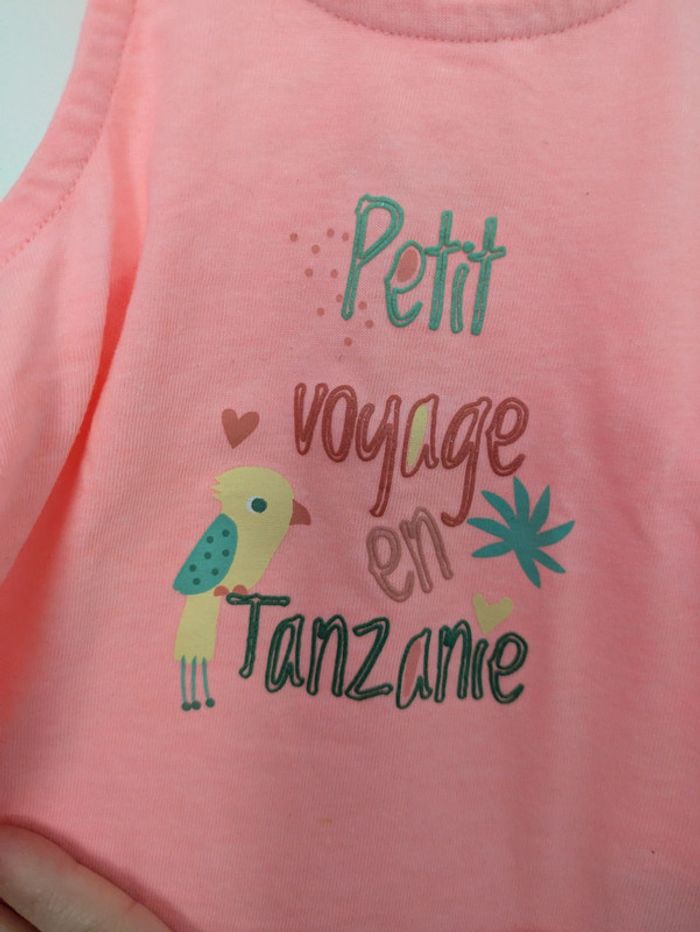 Petit
voyage
en
Tanzanie